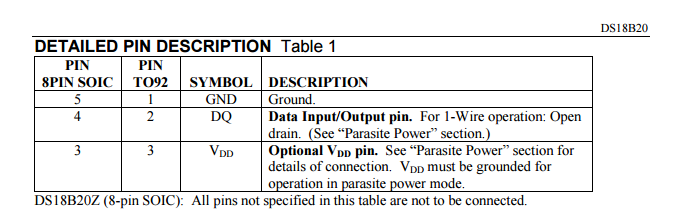 DS18B20
DETAILED PIN DESCRIPTION Table 1
PIN 8PIN SOIC PIN TO92 SYMBOL DESCRIPTION
5 1 GND Ground.
4 2 DQ Data Input/Output pin. For 1-Wire operation: Open
drain. (See “Parasite Power” section.)
3 3 VDD Optional VDD pin. See “Parasite Power” section for
details of connection. VDD must be grounded for
operation in parasite power mode.
DS18B20Z (8-pin SOIC): All pins not specified in this table are not to be connected.